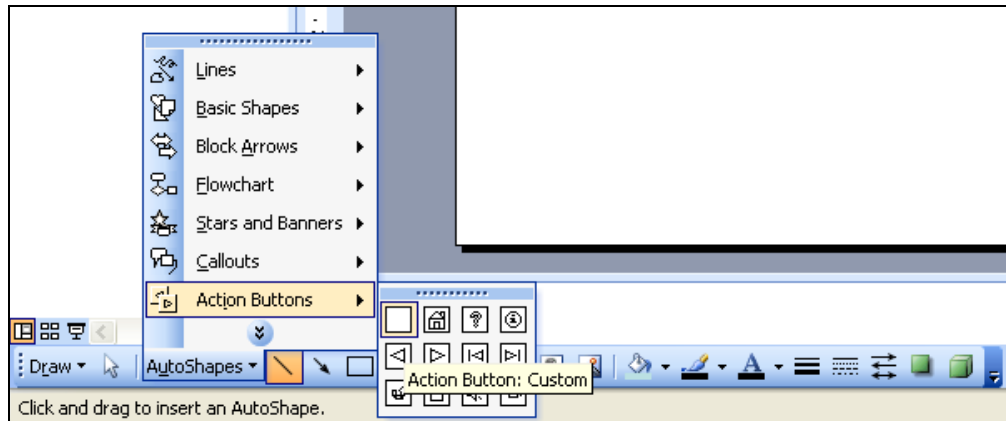 Lines
Basic Shapes
Block Arrows
Flowchart
Stars and Banners
Callouts
Action Buttons
Draw AutoShapes A
Action Button: Custom
Click and drag to insert an AutoShape.